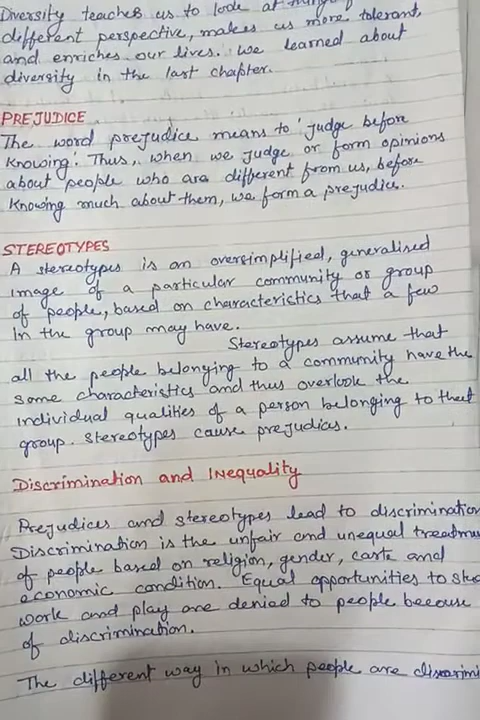 Diversity teaches us to look at
different perspective, makes us more tolerant,
and enriches our lives. we learned about
diversity in the last chapter.
PREJUDICE
The word prejudice means to 'judge before
Knowing'. Thus, when we judge or form opinions
about people who are different from us, before
Knowing much about them, we form a prejudice.
STEREOTYPES
A stereotypes is an oversimplified, generalised
image of a particular community or group
of people, based on characteristics that a few
In the group may have.
Stereotypes assume that
all the people belonging to a community have the
same characteristics and thus overlook the
individual qualities of a person belonging to that
group. Stereotypes cause prejudices.
Discrimination and INequality
Prejudices and stereotypes lead to discrimination
Discrimination is the unfair and unequal treatme
of people based on religion, gender, caste and
economic condition. Equal opportunities to
work and play are denied to people because
of discrimination.
The different way in which people are discrimi